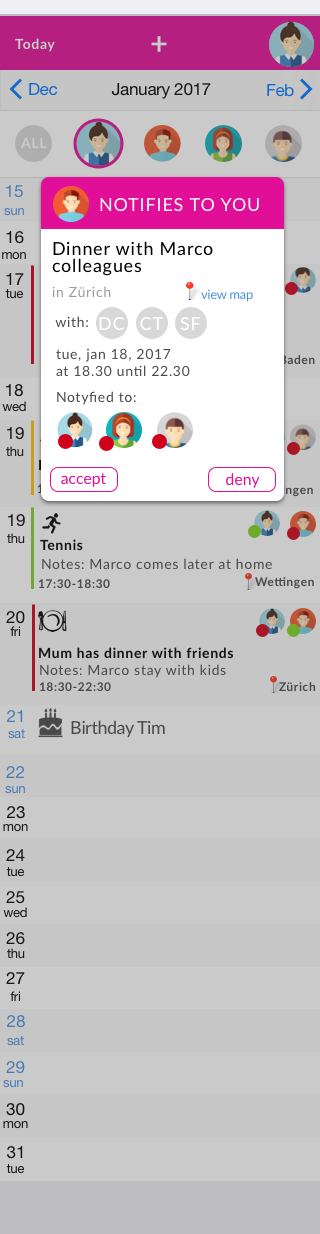 Today +
Dec January 2017 Feb
ALL
15
sun
NOTIFIES TO YOU
16
mon
Dinner with Marco
colleagues
17
tue
in Zürich view map
with: DC CT SF
tue, jan 18, 2017
at 18.30 until 22.30
Baden
18
wed
Notyfied to:
19
thu
accept deny
19
thu
Tennis
Notes: Marco comes later at home
17:30-18:30 Wettingen
20
fri
Mum has dinner with friends
Notes: Marco stay with kids
18:30-22:30 Zürich
21
sat
Birthday Tim
22
sun
23
mon
24
tue
25
wed
26
thu
27
fri
28
sat
29
sun
30
mon
31
tue